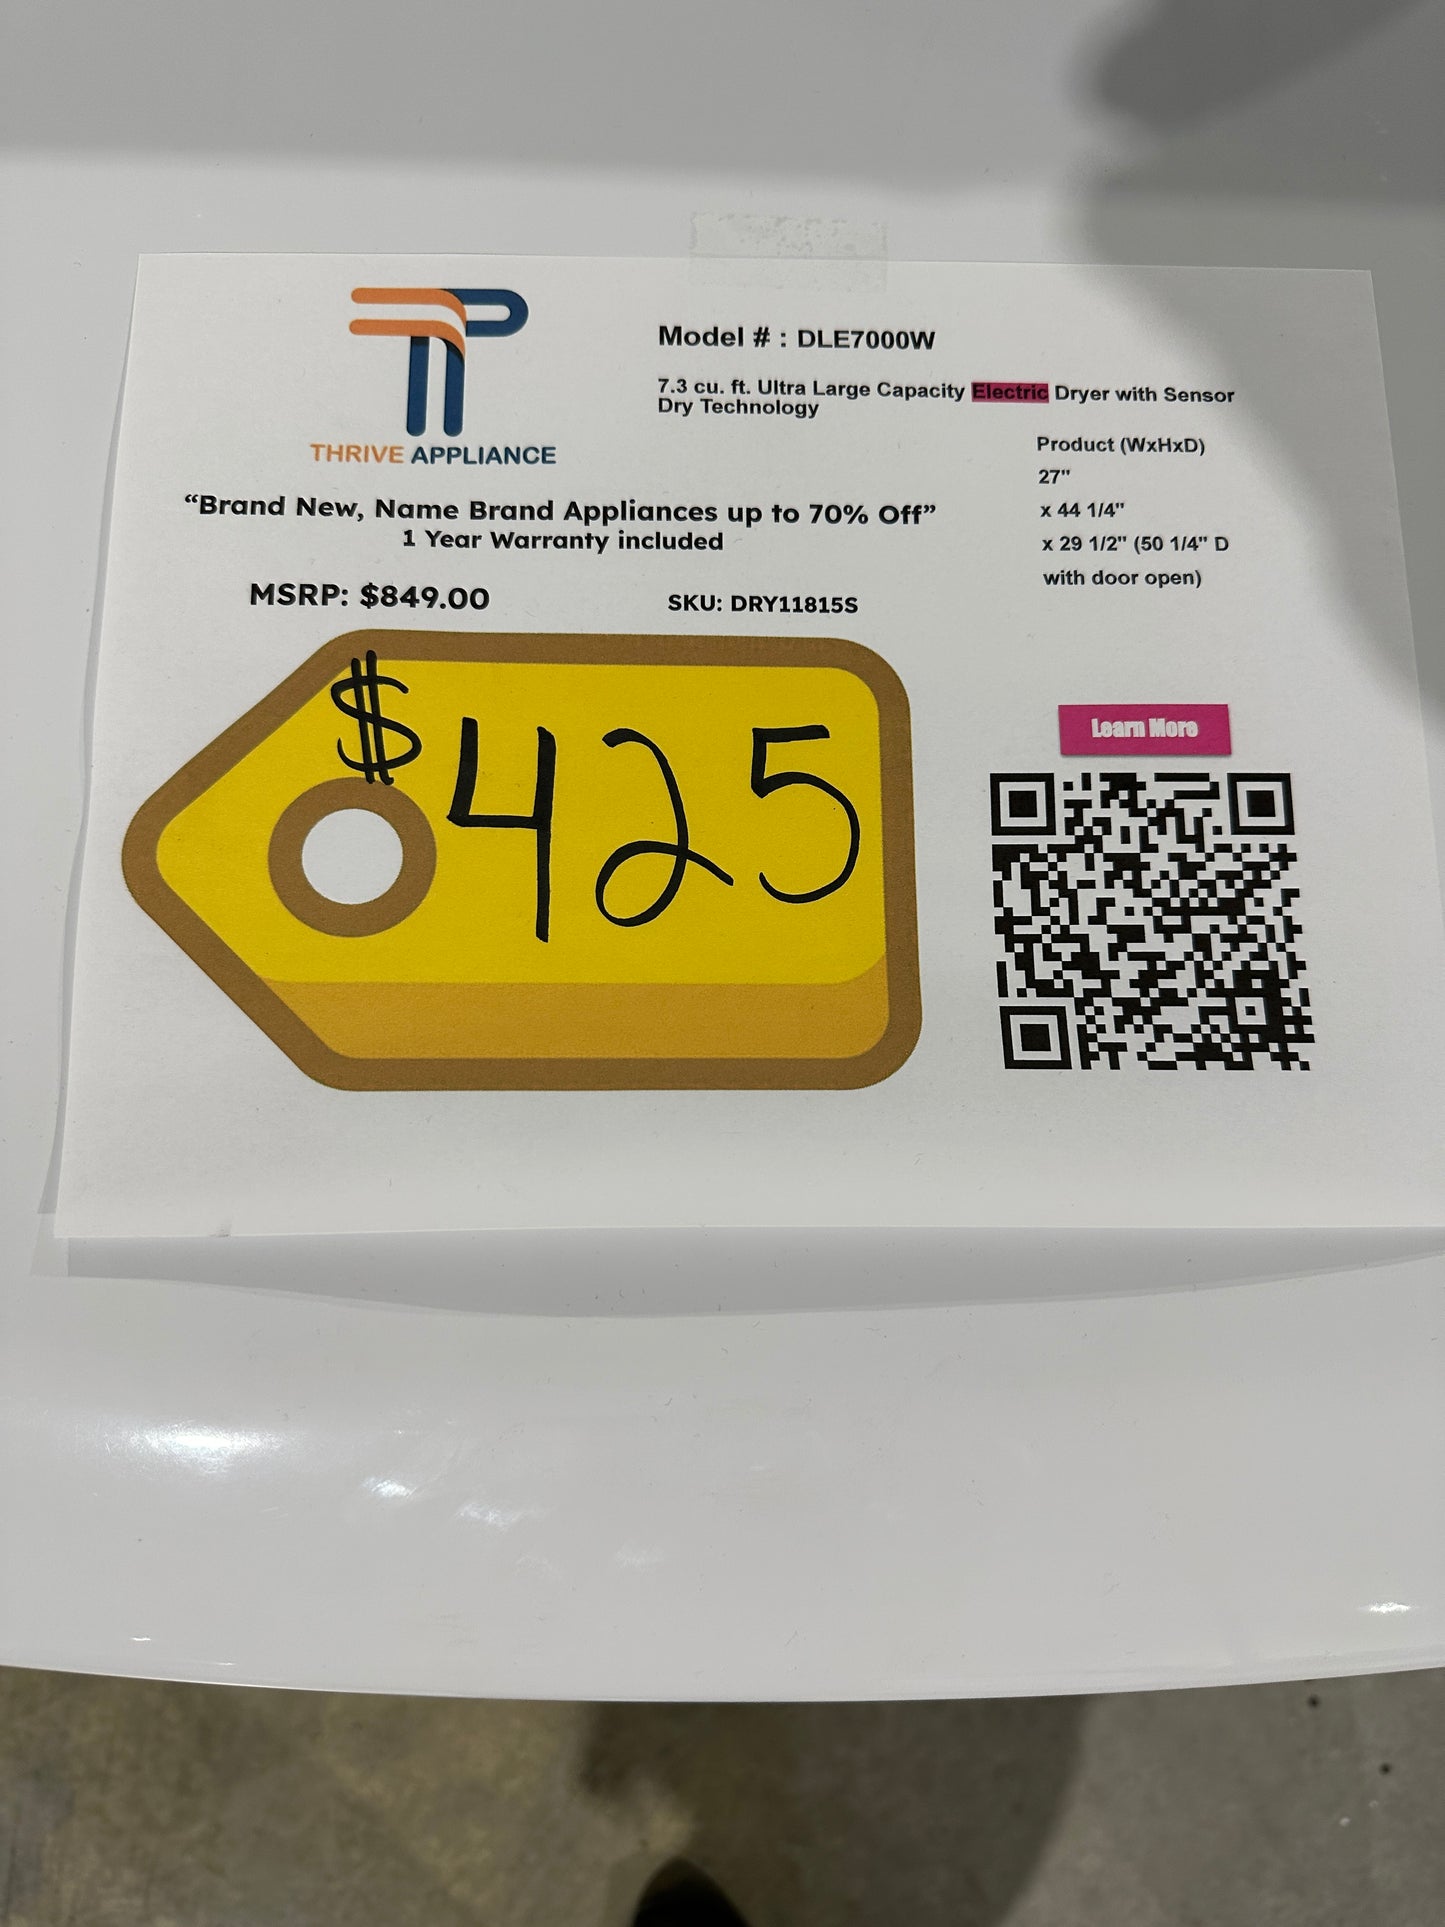 THRIVE APPLIANCE
Model # : DLE7000W
7.3 cu. ft. Ultra Large Capacity Electric Dryer with Sensor
Dry Technology
Product (WxHxD)
27"
x 44 1/4"
x 29 1/2" (50 1/4" D
with door open)
“Brand New, Name Brand Appliances up to 70% Off”
1 Year Warranty included
MSRP: $849.00
SKU: DRY11815S
$425
Learn More